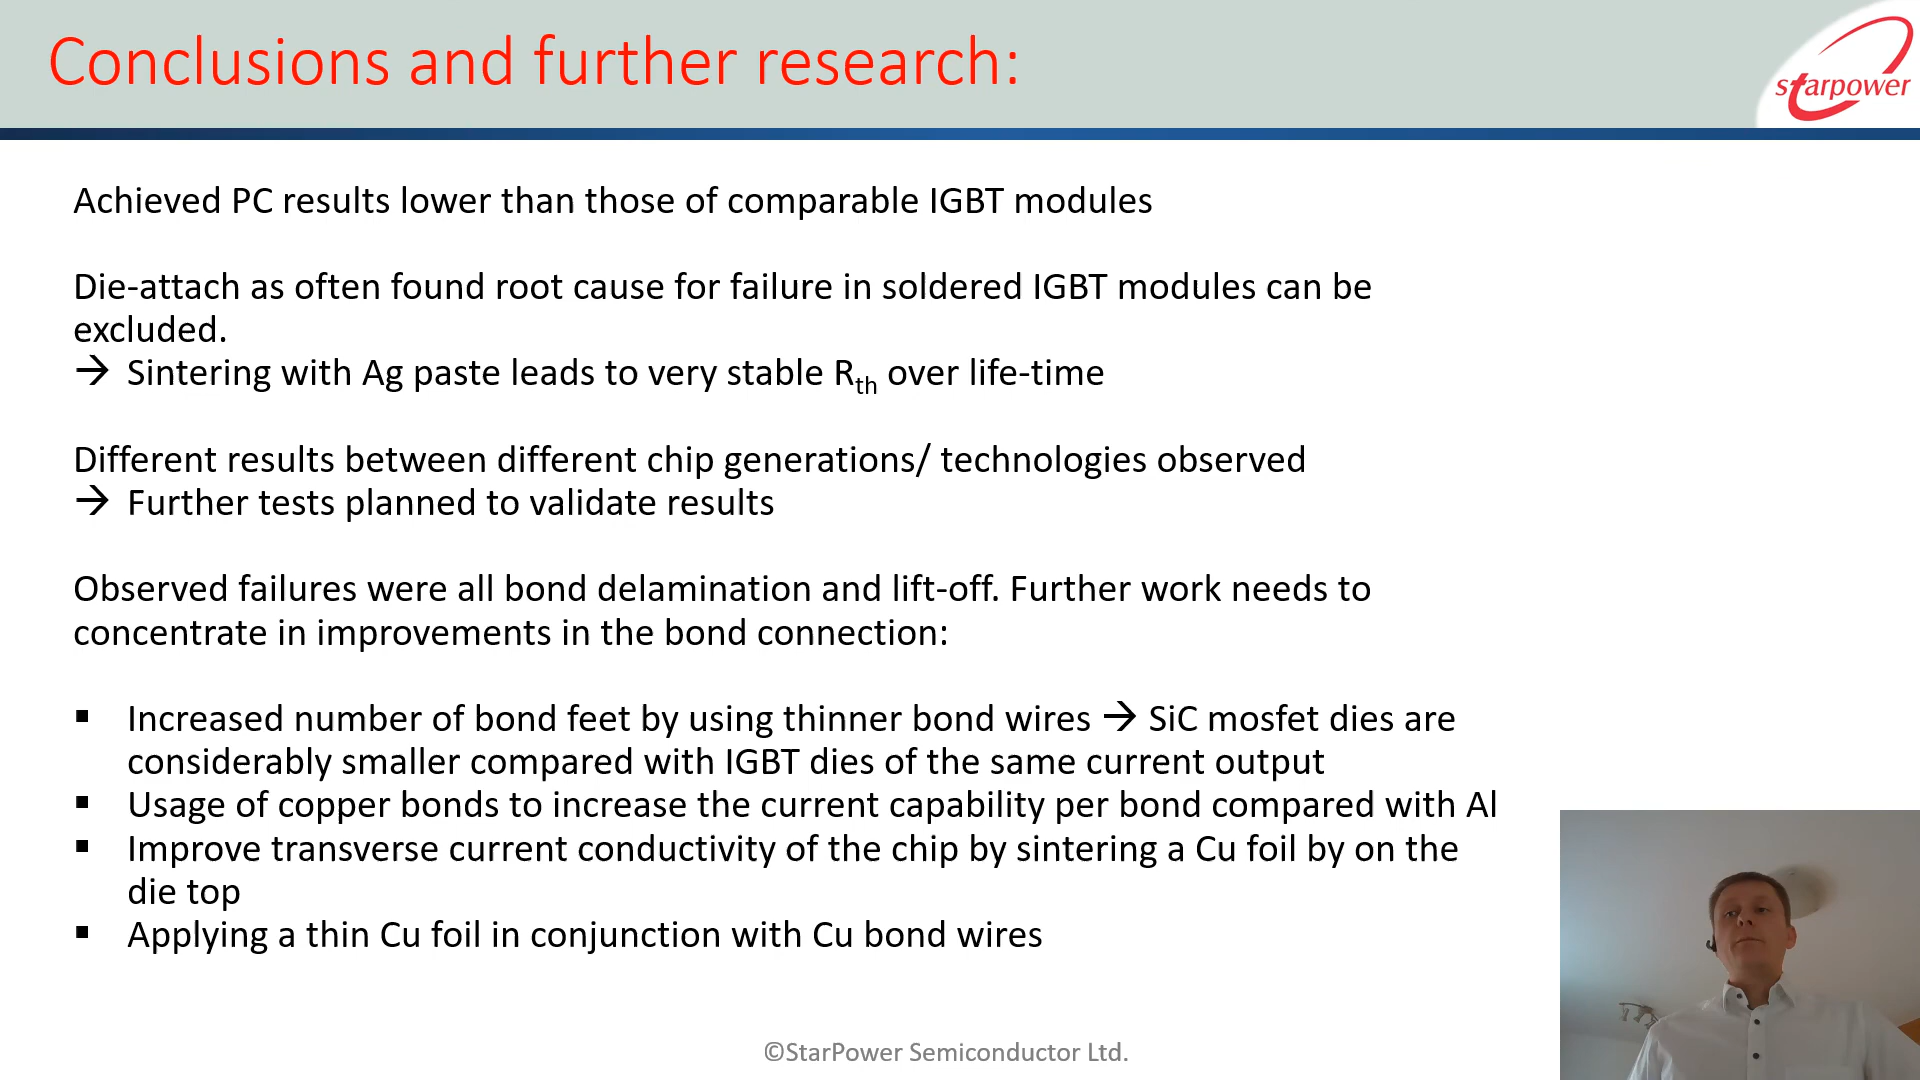 Conclusions and further research:
starpower
Achieved PC results lower than those of comparable IGBT modules
Die-attach as often found root cause for failure in soldered IGBT modules can be
excluded.
→ Sintering with Ag paste leads to very stable Rth over life-time
Different results between different chip generations/ technologies observed
→ Further tests planned to validate results
Observed failures were all bond delamination and lift-off. Further work needs to
concentrate in improvements in the bond connection:
▪ Increased number of bond feet by using thinner bond wires → SiC mosfet dies are
considerably smaller compared with IGBT dies of the same current output
▪ Usage of copper bonds to increase the current capability per bond compared with Al
▪ Improve transverse current conductivity of the chip by sintering a Cu foil by on the
die top
▪ Applying a thin Cu foil in conjunction with Cu bond wires
©StarPower Semiconductor Ltd.